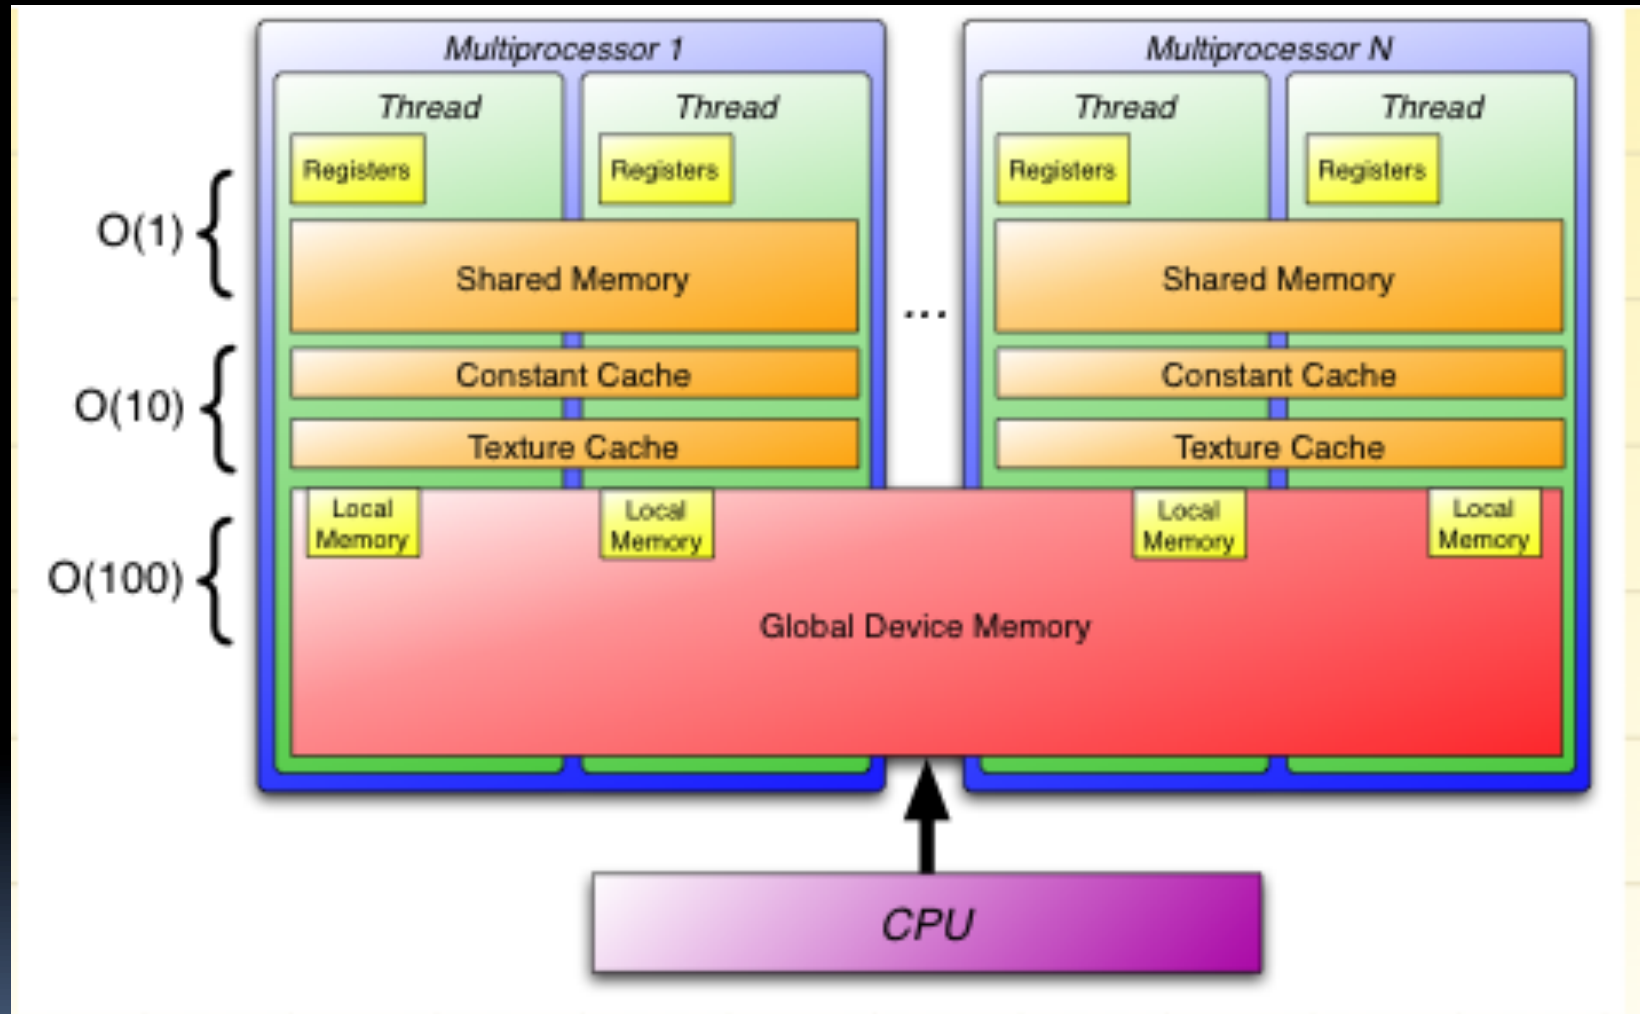 Multiprocessor 1
Multiprocessor N
Thread
Thread
Thread
Thread
Registers
Registers
Registers
Registers
O(1) {
Shared Memory
Shared Memory
...
O(10) {
Constant Cache
Constant Cache
Texture Cache
Texture Cache
O(100) {
Local
Memory
Local
Memory
Local
Memory
Local
Memory
Global Device Memory
CPU